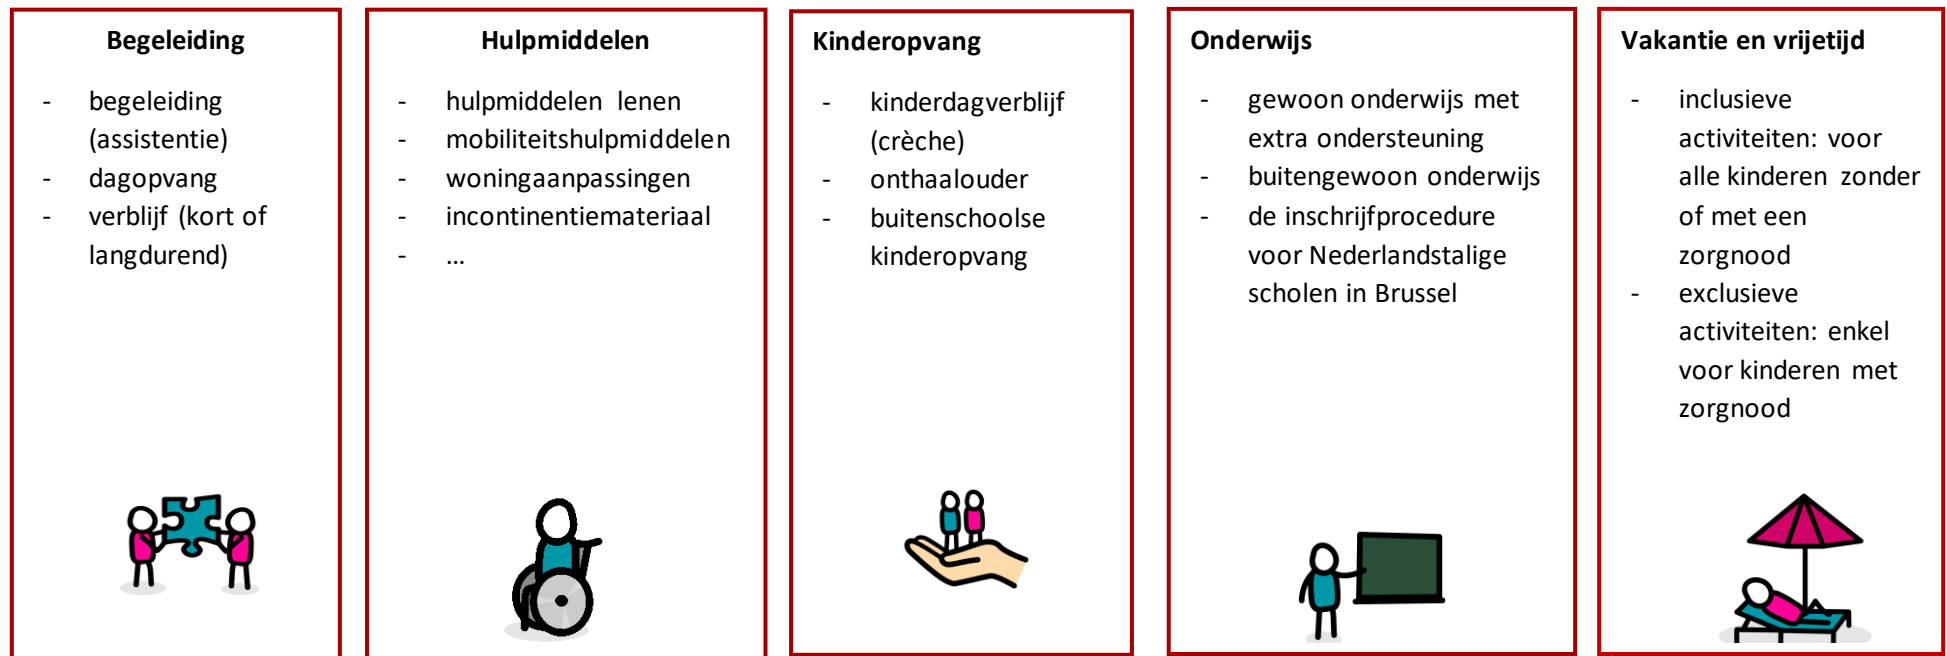 Begeleiding
- begeleiding
(assistentie)
- dagopvang
- verblijf (kort of
langdurend)
Hulpmiddelen
- hulpmiddelen lenen
- mobiliteitshulpmiddelen
- woningaanpassingen
- incontinentiemateriaal
- ...
Kinderopvang
- kinderdagverblijf
(crèche)
- onthaalouder
- buitenschoolse
kinderopvang
Onderwijs
- gewoon onderwijs met
extra ondersteuning
- buitengewoon onderwijs
- de inschrijfprocedure
voor Nederlandstalige
scholen in Brussel
Vakantie en vrijetijd
- inclusieve
activiteiten: voor
alle kinderen zonder
of met een
zorgnood
- exclusieve
activiteiten: enkel
voor kinderen met
zorgnood